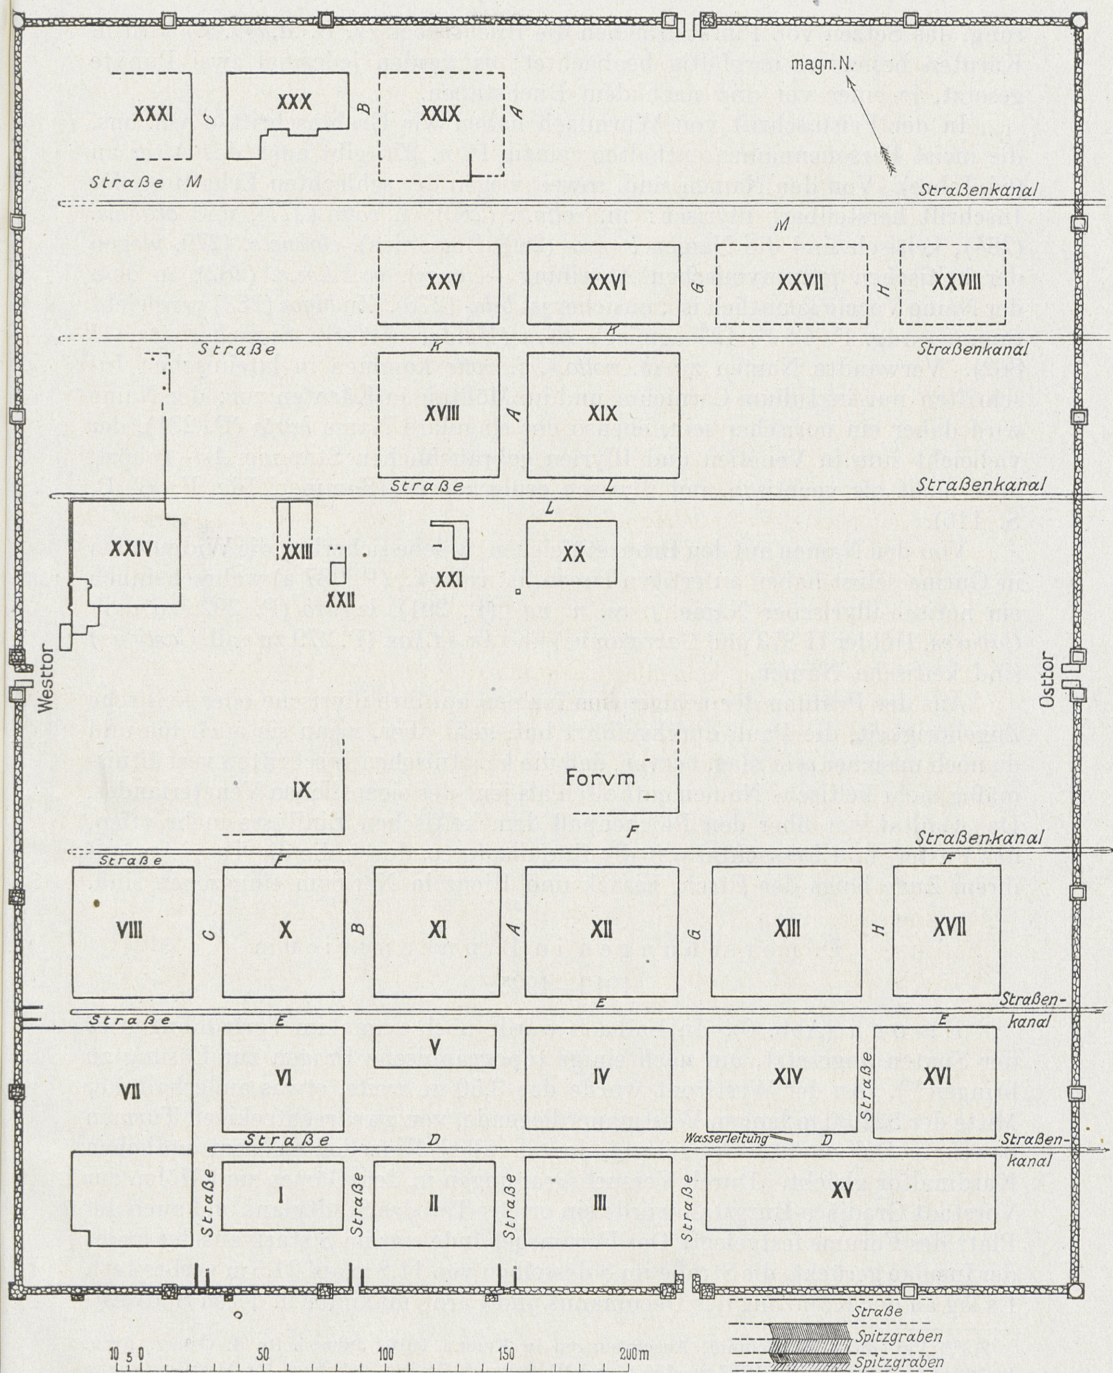 magn. N.
XXXI
C
XXX
B
XXIX
A
Straße M
Straßenkanal
M
XXV
XXVI
G
XXVII
H
XXVIII
K
Straße
K
Straßenkanal
XVIII
A
XIX
Straße
L
Straßenkanal
L
XXIV
XXIII
XXII
XXI
XX
Westtor
Osttor
IX
Forvm
F
Straßenkanal
Straße
F
F
VIII
C
X
B
XI
A
XII
G
XIII
H
XVII
E
Straßen-
kanal
Straße
E
E
VII
VI
V
IV
XIV
Straße
XVI
Straße
D
Wasserleitung
D
Straßen-
kanal
Straße
I
Straße
II
Straße
III
Straße
XV
Straße
Spitzgraben
Spitzgraben
10 5 0 50 100 150 200 m